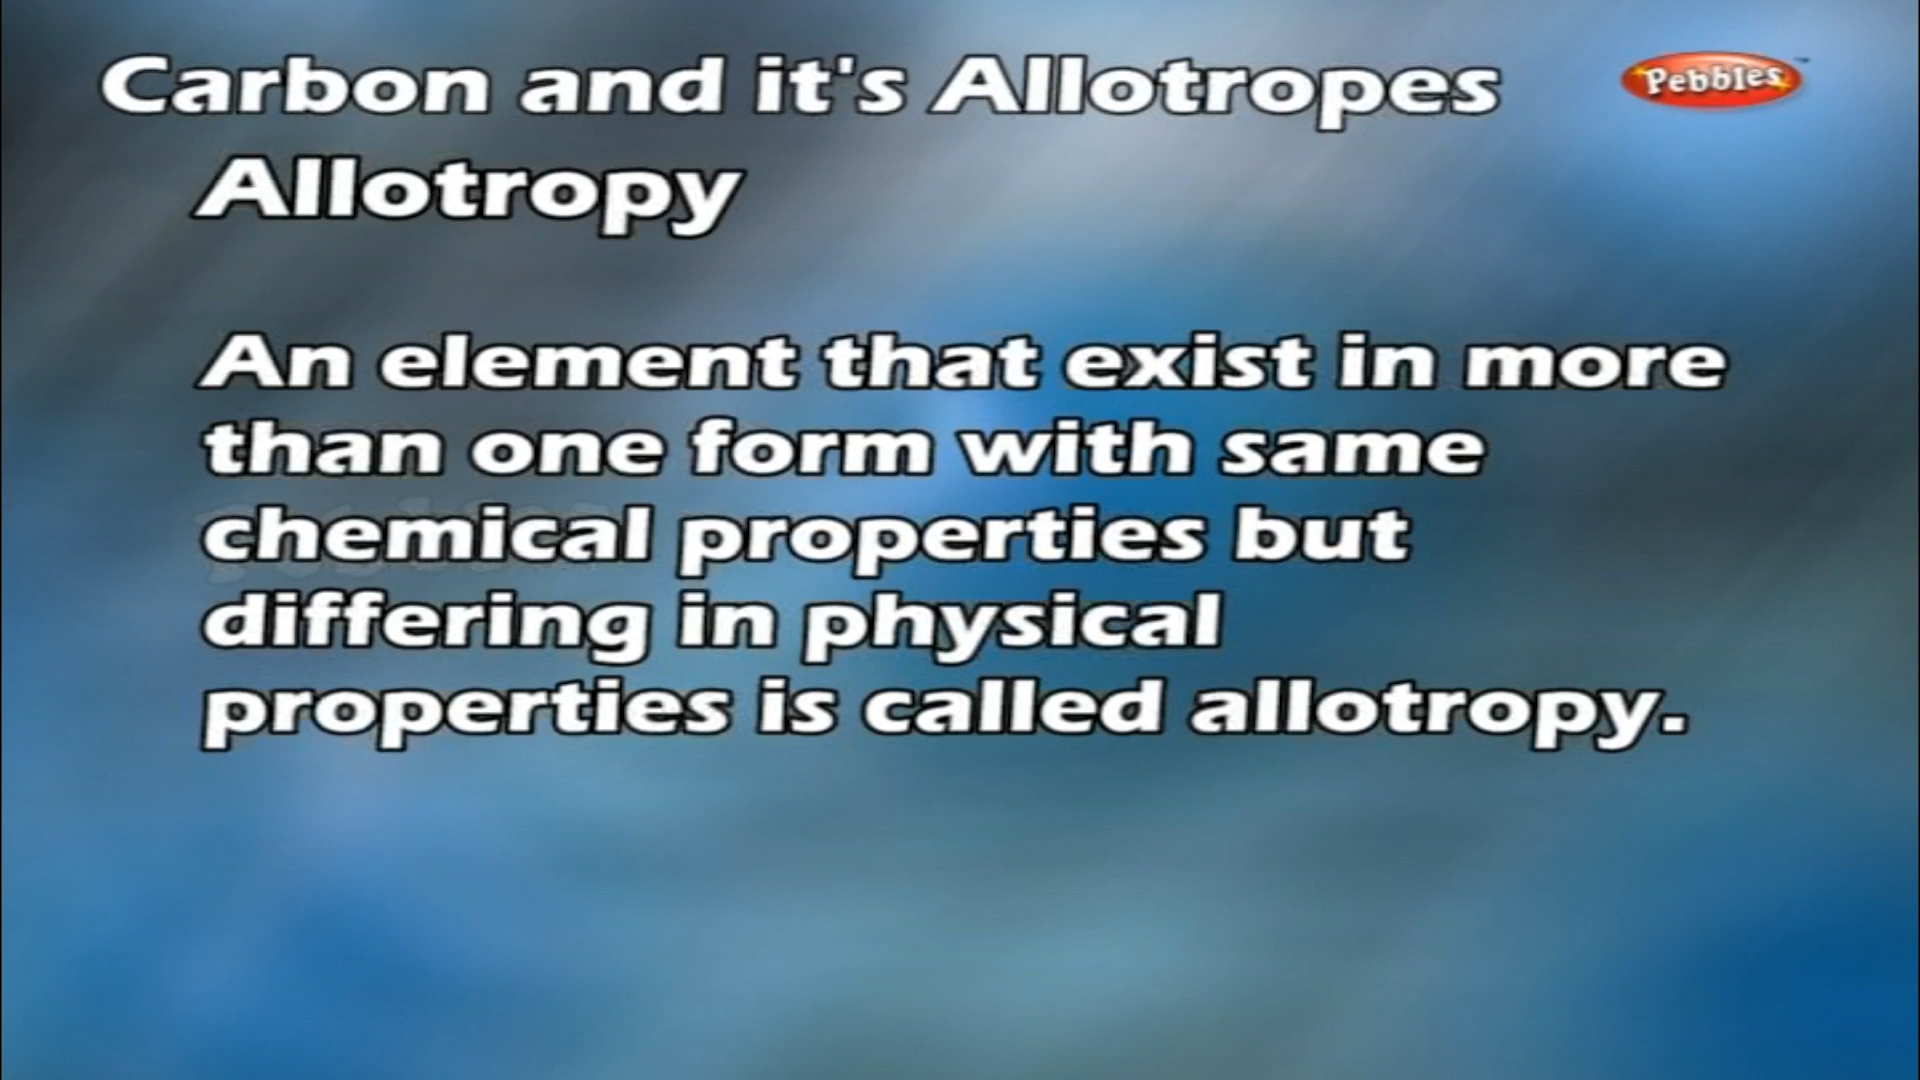 Carbon and it's Allotropes
Pebbles
Allotropy
An element that exist in more
than one form with same
chemical properties but
differing in physical
properties is called allotropy.